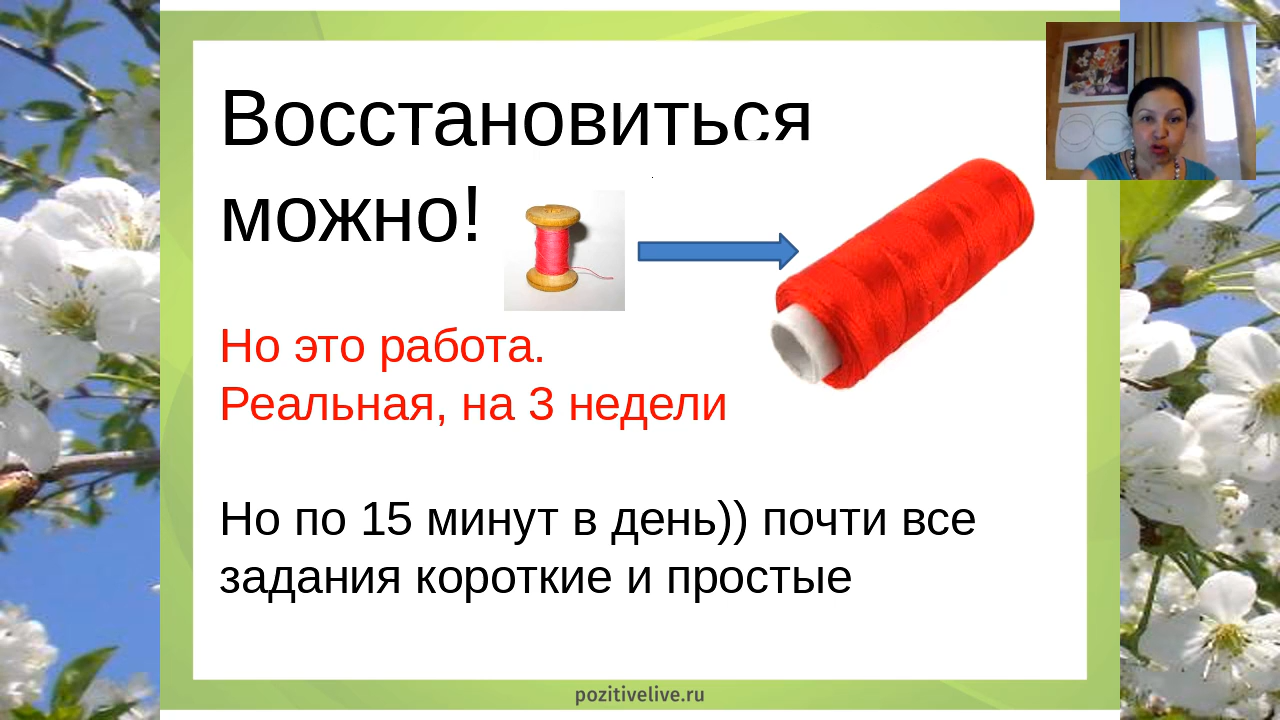 Восстановиться
можно!
Но это работа.
Реальная, на 3 недели
Но по 15 минут в день)) почти все
задания короткие и простые
pozitivelive.ru